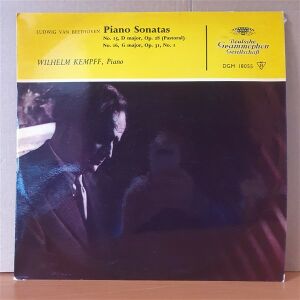 LUDWIG VAN BEETHOVEN Piano Sonatas
No. 15, D major, Op. 28 (Pastoral)
No. 16, G major, Op. 31, No. 1
WILHELM KEMPFF, Piano
Deutsche
Grammophon
Gesellschaft
DGM 18055